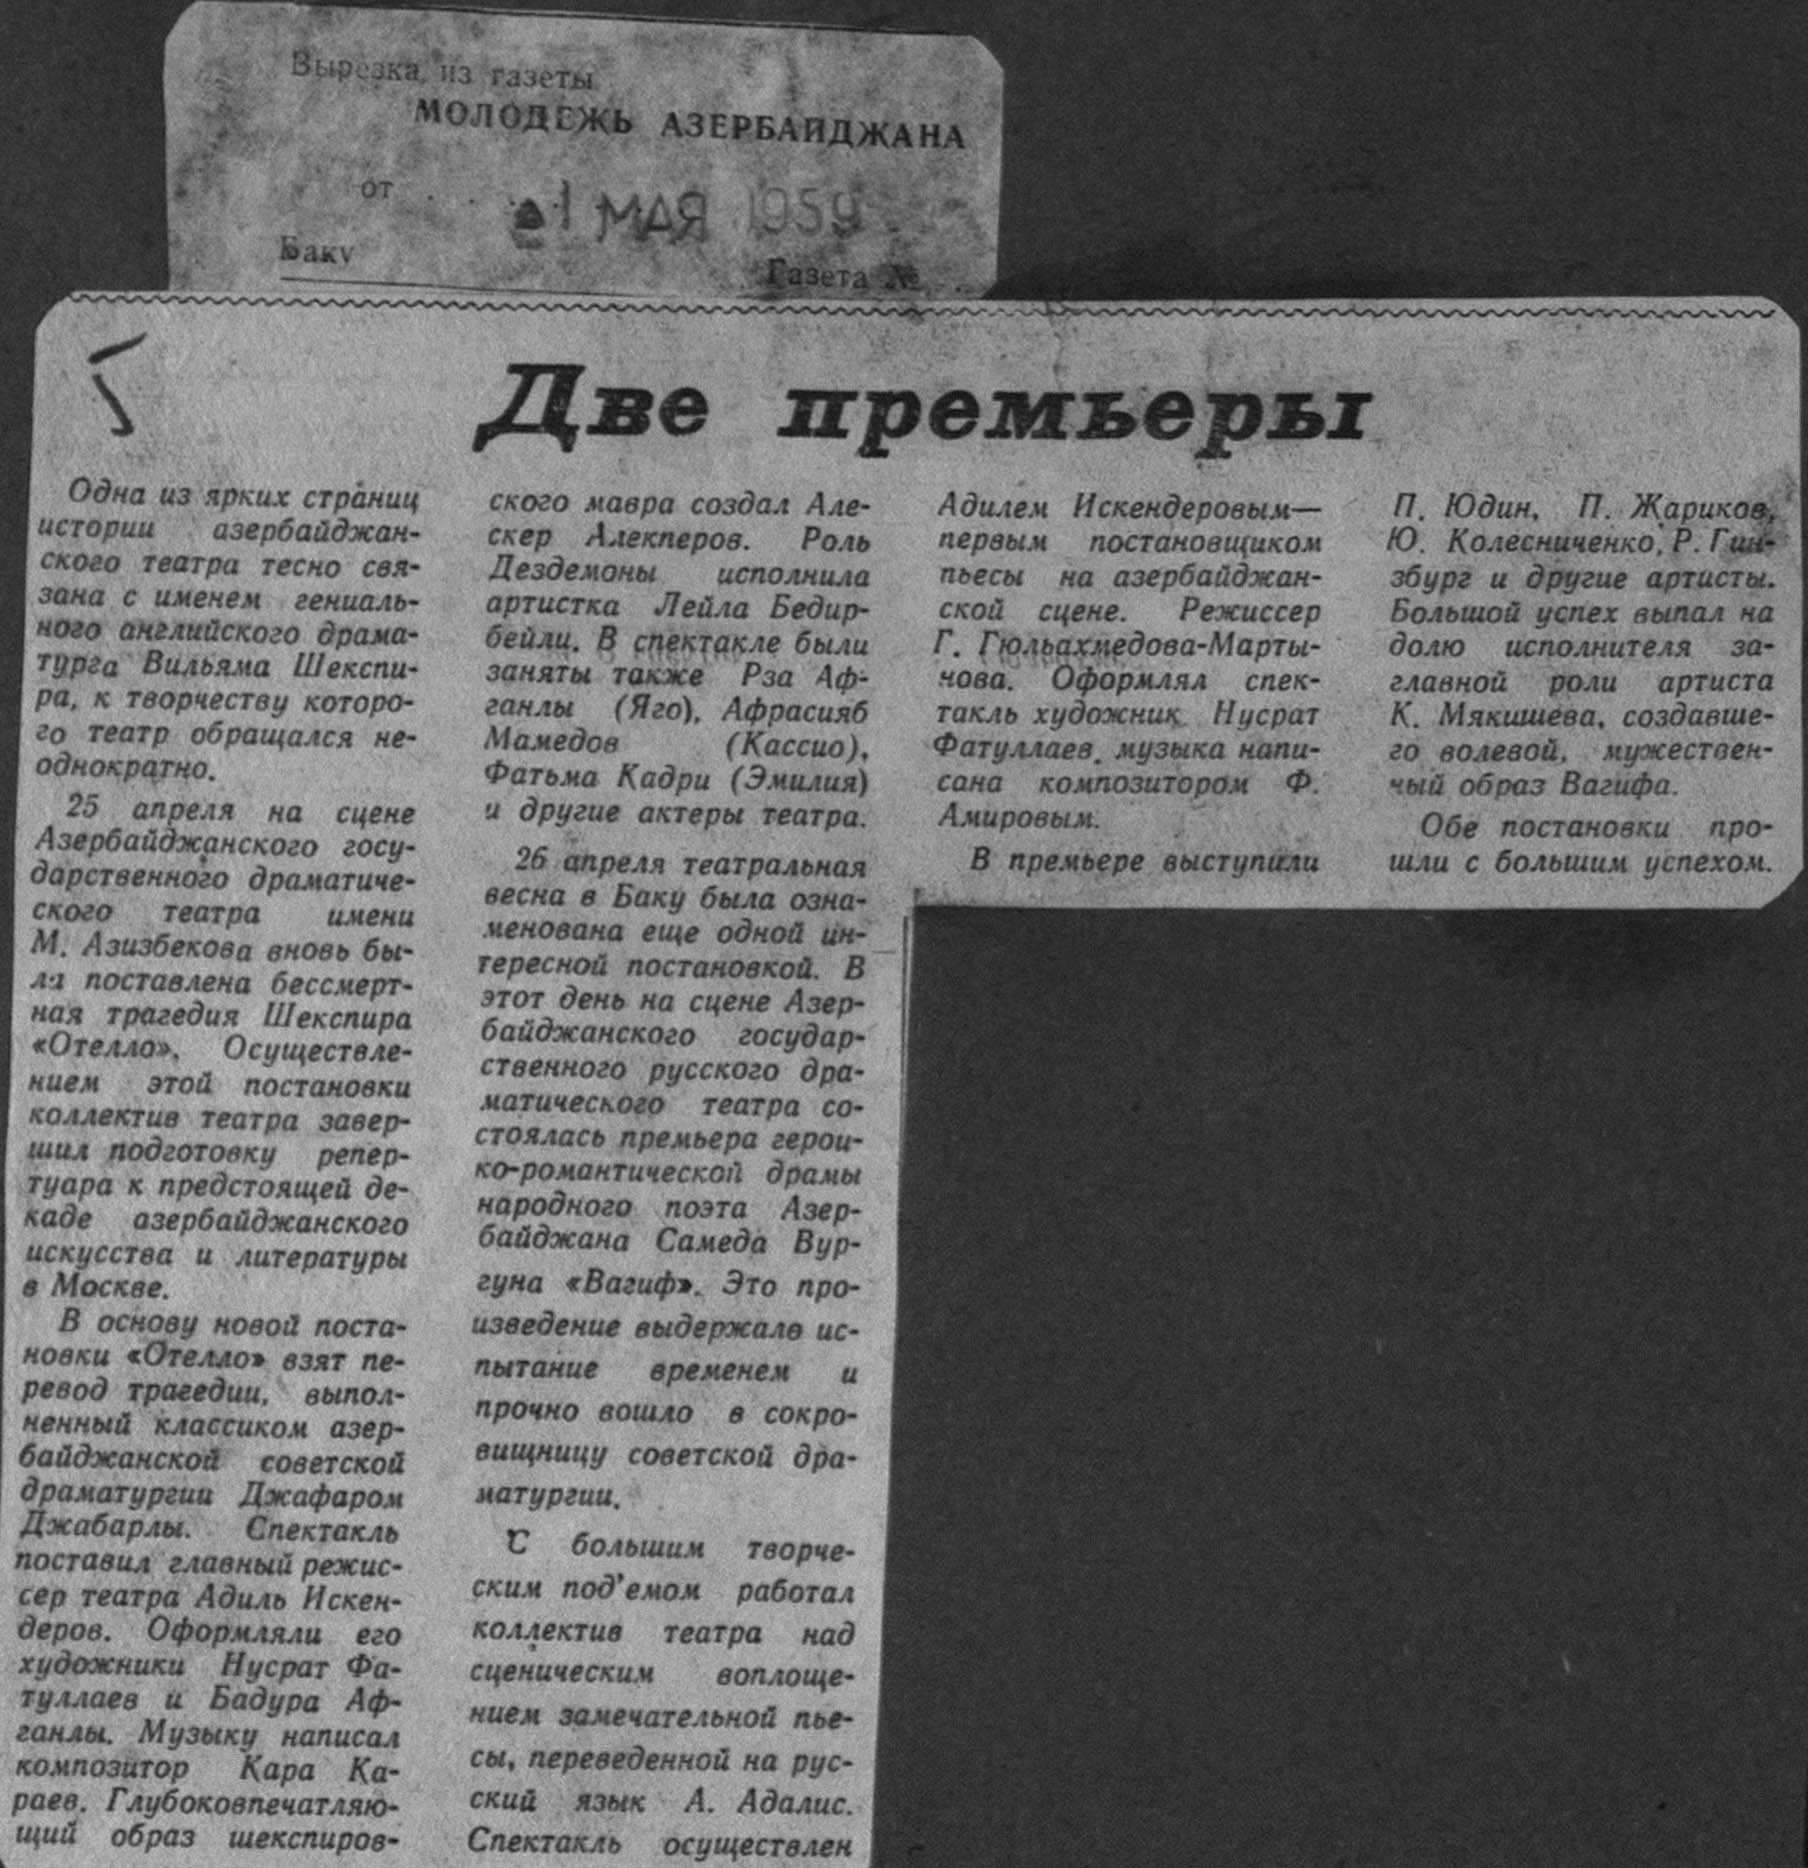 Вырезка из газеты
МОЛОДЕЖЬ АЗЕРБАЙДЖАНА
от . . . 1 МАЯ 1959
Баку
Газета № . .
Две премьеры
Одна из ярких страниц
истории азербайджан-
ского театра тесно свя-
зана с именем гениаль-
ного английского драма-
турга Вильяма Шекспи-
ра, к творчеству которо-
го театр обращался не-
однократно.
25 апреля на сцене
Азербайджанского госу-
дарственного драматиче-
ского театра имени
М. Азизбекова вновь бы-
ла поставлена бессмерт-
ная трагедия Шекспира
«Отелло». Осуществле-
нием этой постановки
коллектив театра завер-
шил подготовку репер-
туара к предстоящей де-
каде азербайджанского
искусства и литературы
в Москве.
В основу новой поста-
новки «Отелло» взят пе-
ревод трагедии, выпол-
ненный классиком азер-
байджанской советской
драматургии Джафаром
Джабарлы. Спектакль
поставил главный режис-
сер театра Адиль Искен-
деров. Оформляли его
художники Нусрат Фа-
туллаев и Бадура Аф-
ганлы. Музыку написал
композитор Кара Ка-
раев. Глубоковпечатляю-
щий образ шекспиров-
ского мавра создал Але-
скер Алекперов. Роль
Дездемоны исполнила
артистка Лейла Бедир-
бейли. В спектакле были
заняты также Рза Аф-
ганлы (Яго), Афрасияб
Мамедов (Кассио),
Фатьма Кадри (Эмилия)
и другие актеры театра.
26 апреля театральная
весна в Баку была озна-
менована еще одной ин-
тересной постановкой. В
этот день на сцене Азер-
байджанского государ-
ственного русского дра-
матического театра со-
стоялась премьера герои-
ко-романтической драмы
народного поэта Азер-
байджана Самеда Вур-
гуна «Вагиф». Это про-
изведение выдержало ис-
пытание временем и
прочно вошло в сокро-
вищницу советской дра-
матургии.
С большим творче-
ским под'емом работал
коллектив театра над
сценическим воплоще-
нием замечательной пье-
сы, переведенной на рус-
ский язык А. Адалис.
Спектакль осуществлен
Адилем Искендеровым—
первым постановщиком
пьесы на азербайджан-
ской сцене. Режиссер
Г. Гюльахмедова-Марты-
нова. Оформлял спек-
такль художник Нусрат
Фатуллаев, музыка напи-
сана композитором Ф.
Амировым.
В премьере выступили
П. Юдин, П. Жариков,
Ю. Колесниченко, Р. Гин-
збург и другие артисты.
Большой успех выпал на
долю исполнителя за-
главной роли артиста
К. Мякишева, создавше-
го волевой, мужествен-
ный образ Вагифа.
Обе постановки про-
шли с большим успехом.